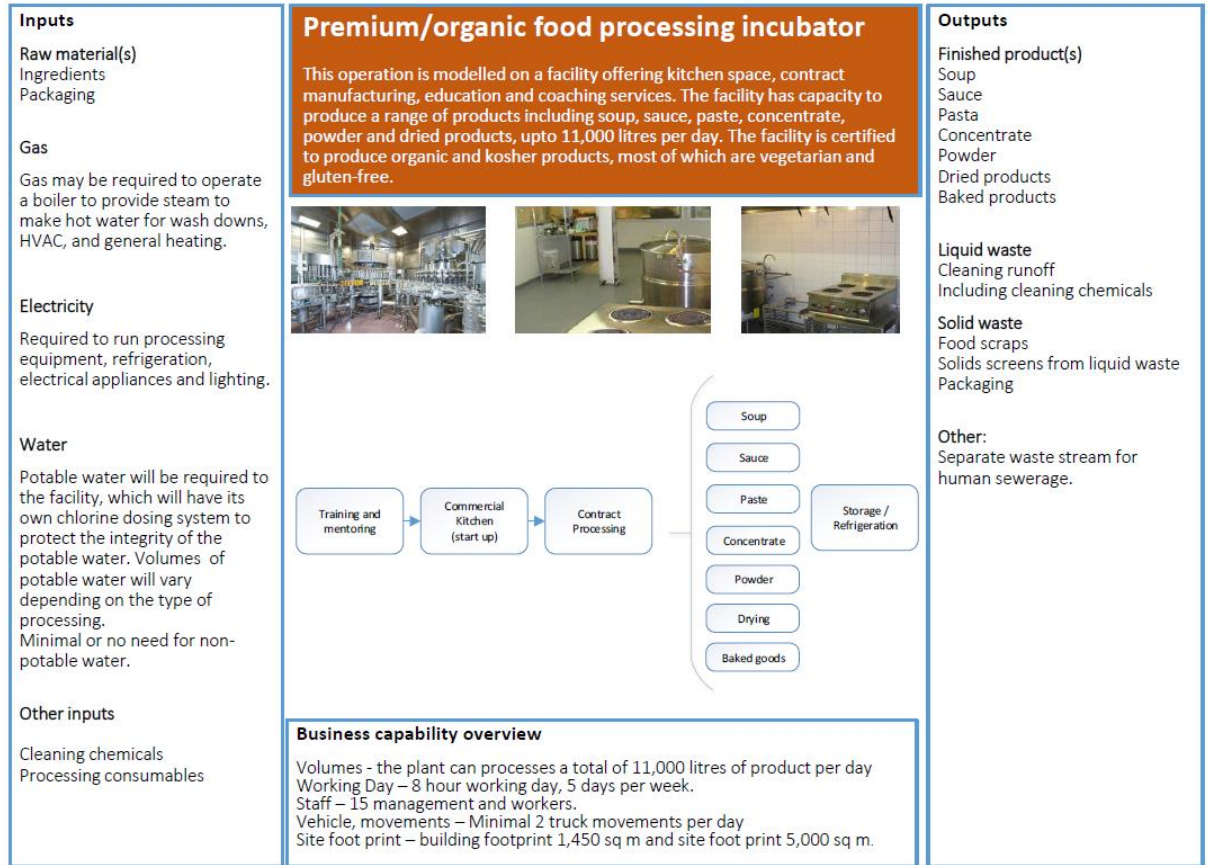 Inputs
Raw material(s)
Ingredients
Packaging
Gas
Gas may be required to operate
a boiler to provide steam to
make hot water for wash downs,
HVAC, and general heating.
Electricity
Required to run processing
equipment, refrigeration,
electrical appliances and lighting.
Water
Potable water will be required to
the facility, which will have its
own chlorine dosing system to
protect the integrity of the
potable water. Volumes of
potable water will vary
depending on the type of
processing.
Minimal or no need for non-
potable water.
Other inputs
Cleaning chemicals
Processing consumables
Premium/organic food processing incubator
This operation is modelled on a facility offering kitchen space, contract
manufacturing, education and coaching services. The facility has capacity to
produce a range of products including soup, sauce, paste, concentrate,
powder and dried products, upto 11,000 litres per day. The facility is certified
to produce organic and kosher products, most of which are vegetarian and
gluten-free.
Training and
mentoring
Commercial
Kitchen
(start up)
Contract
Processing
Soup
Sauce
Paste
Concentrate
Powder
Drying
Baked goods
Storage /
Refrigeration
Business capability overview
Volumes - the plant can processes a total of 11,000 litres of product per day
Working Day – 8 hour working day, 5 days per week.
Staff – 15 management and workers.
Vehicle, movements – Minimal 2 truck movements per day
Site foot print – building footprint 1,450 sq m and site foot print 5,000 sq m.
Outputs
Finished product(s)
Soup
Sauce
Pasta
Concentrate
Powder
Dried products
Baked products
Liquid waste
Cleaning runoff
Including cleaning chemicals
Solid waste
Food scraps
Solids screens from liquid waste
Packaging
Other:
Separate waste stream for
human sewerage.